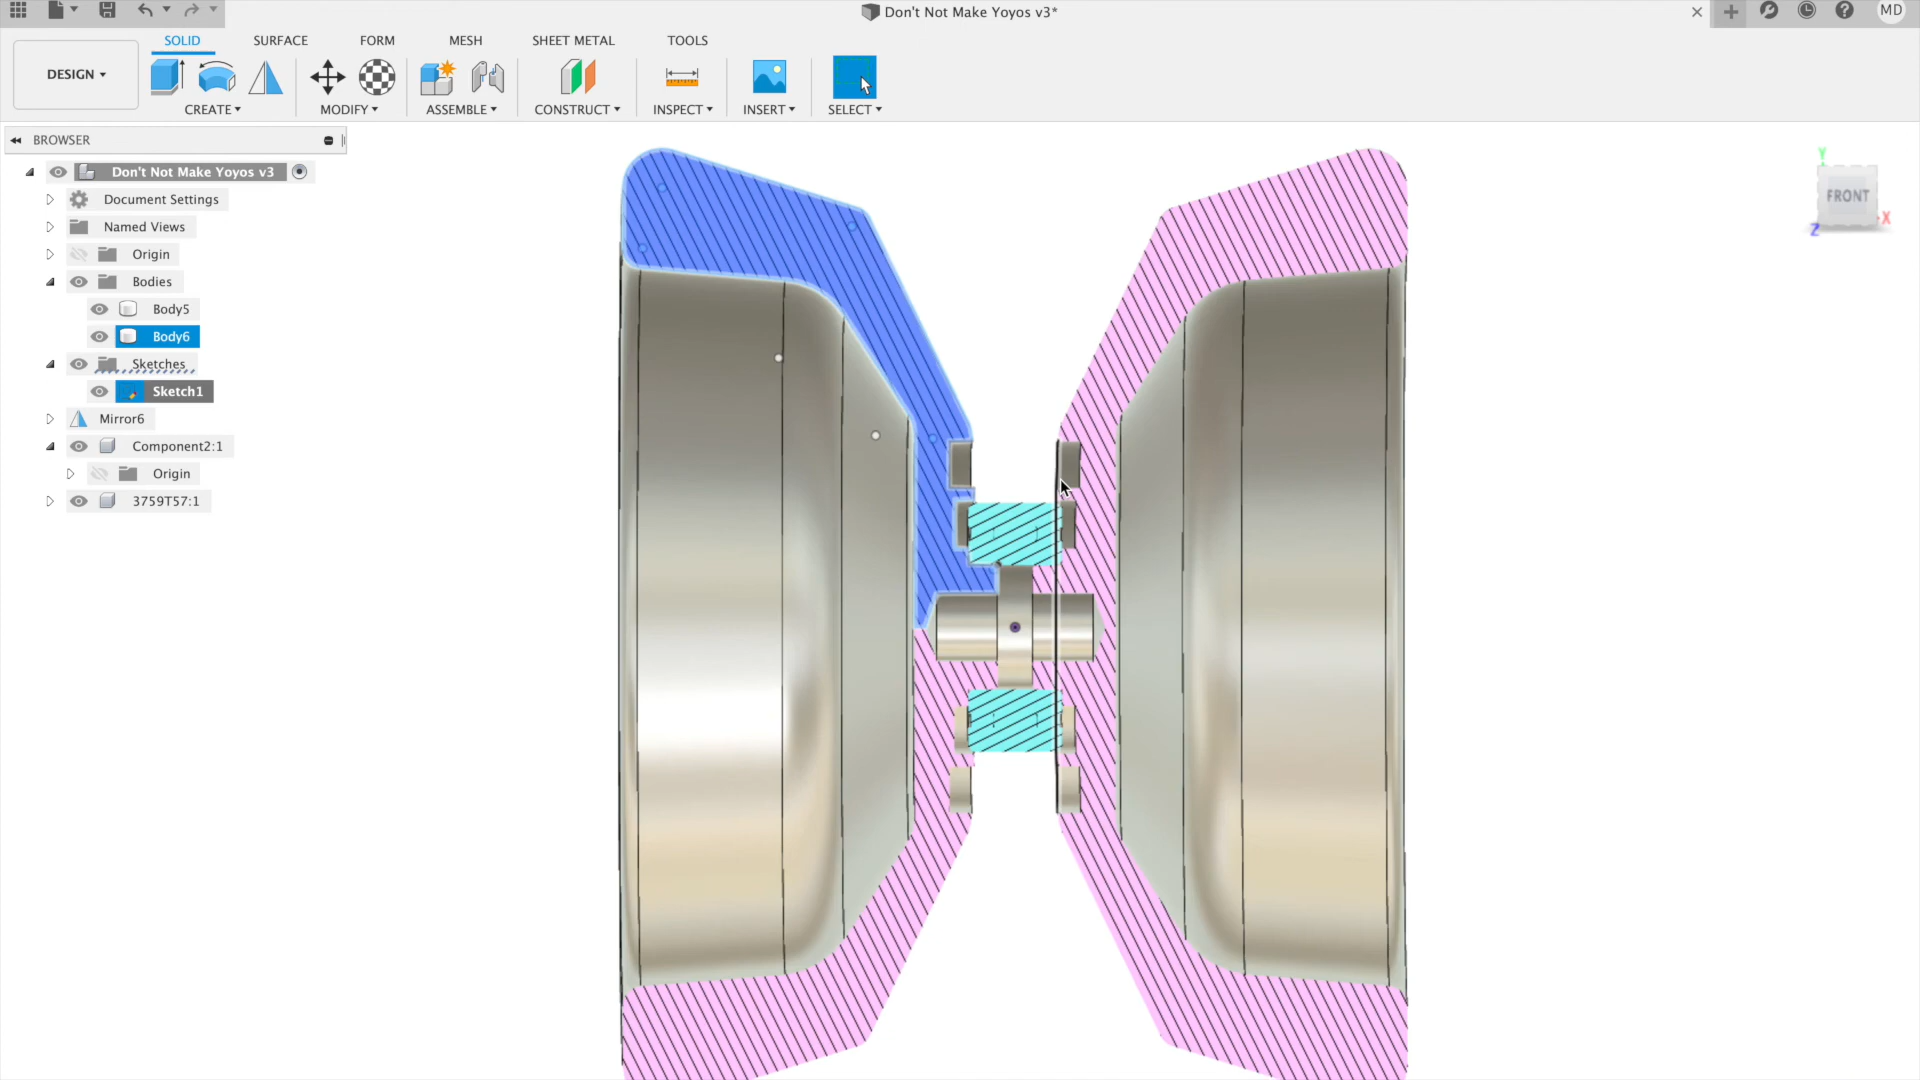 Don't Not Make Yoyos v3*
MD
DESIGN
SOLID
SURFACE
FORM
MESH
SHEET METAL
TOOLS
CREATE
MODIFY
ASSEMBLE
CONSTRUCT
INSPECT
INSERT
SELECT
BROWSER
Don't Not Make Yoyos v3
Document Settings
Named Views
Origin
Bodies
Body5
Body6
Sketches
Sketch1
Mirror6
Component2:1
Origin
3759T57:1
Y
FRONT
X
Z